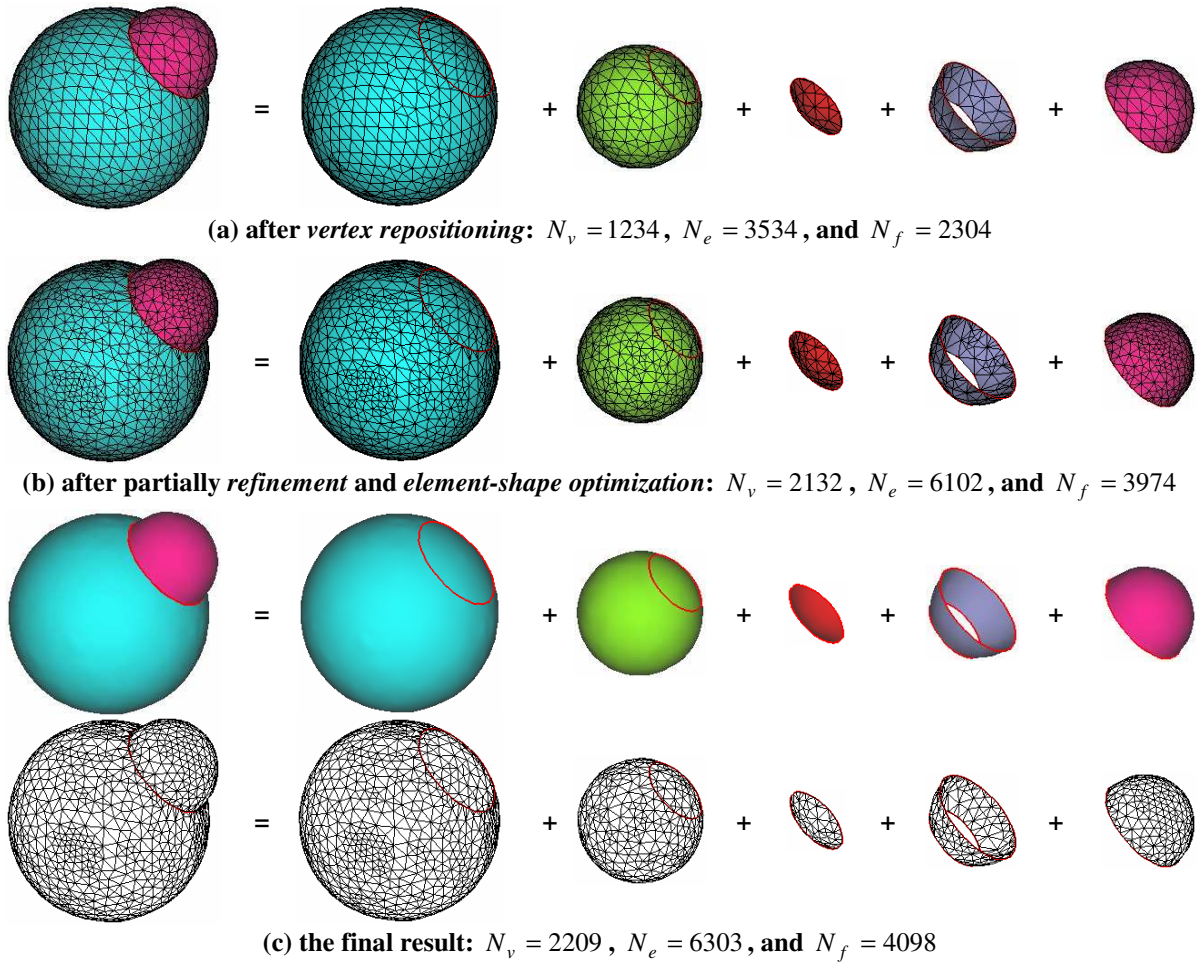 = + + + +
(a) after vertex repositioning: N_v = 1234, N_e = 3534, and N_f = 2304
= + + + +
(b) after partially refinement and element-shape optimization: N_v = 2132, N_e = 6102, and N_f = 3974
= + + + +
= + + + +
(c) the final result: N_v = 2209, N_e = 6303, and N_f = 4098